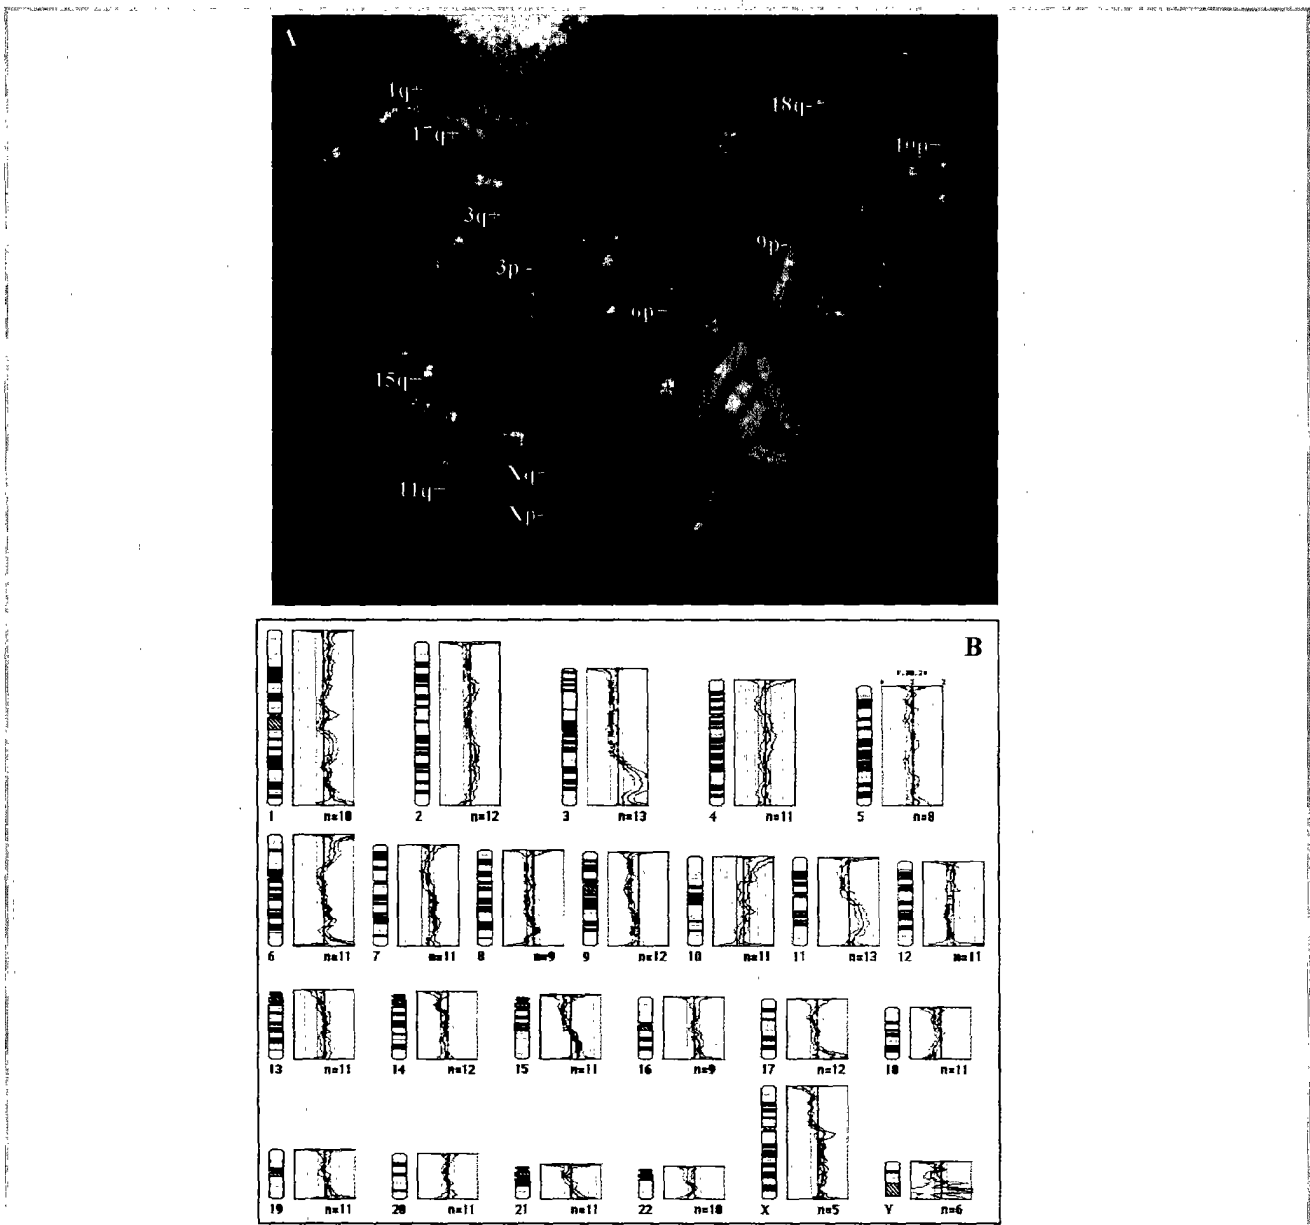 A
1q+
18q-
17q+
10p+
3q+
9p-
3p-
6p+
15q+
Xq+
11q+
Xp-
B
1 n=10
2 n=12
3 n=13
4 n=11
5 n=8
6 n=11
7 n=11
8 n=9
9 n=12
10 n=11
11 n=13
12 n=11
13 n=11
14 n=12
15 n=11
16 n=9
17 n=12
18 n=11
19 n=11
20 n=11
21 n=11
22 n=10
X n=5
Y n=6